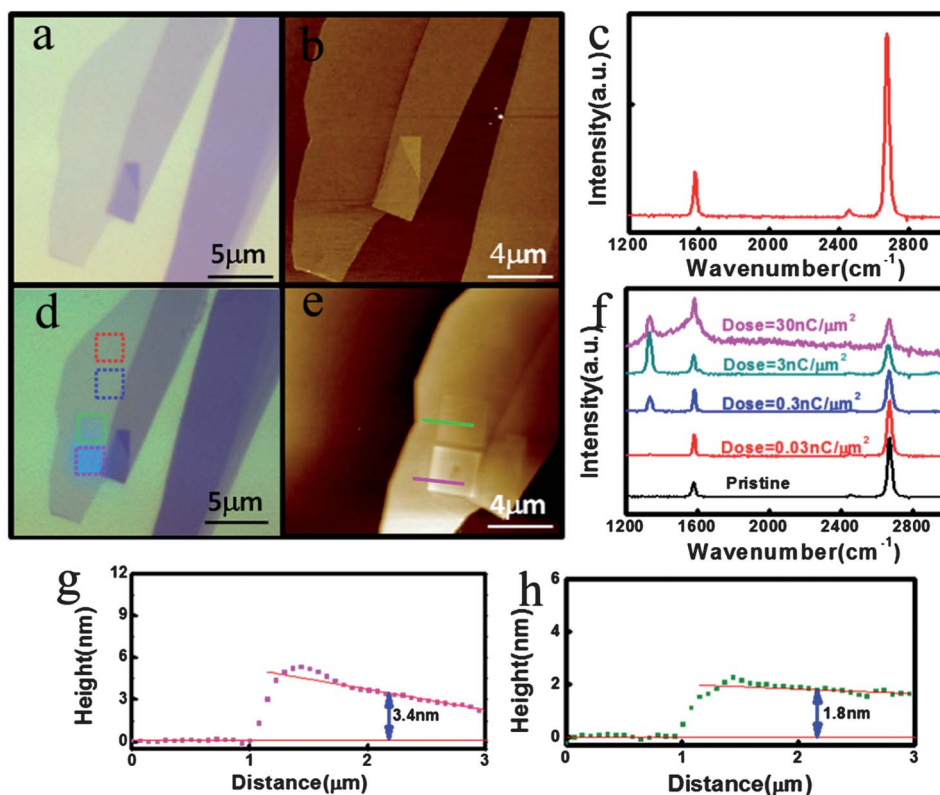 a
5μm
b
4μm
c
Intensity(a.u.)
1200 1600 2000 2400 2800
Wavenumber(cm-1)
d
5μm
e
4μm
f
Intensity(a.u.)
Dose=30nC/μm2
Dose=3nC/μm2
Dose=0.3nC/μm2
Dose=0.03nC/μm2
Pristine
1200 1600 2000 2400 2800
Wavenumber(cm-1)
g
Height(nm)
12
9
6
3
0
3.4nm
0 1 2 3
Distance(μm)
h
Height(nm)
6
4
2
0
1.8nm
0 1 2 3
Distance(μm)